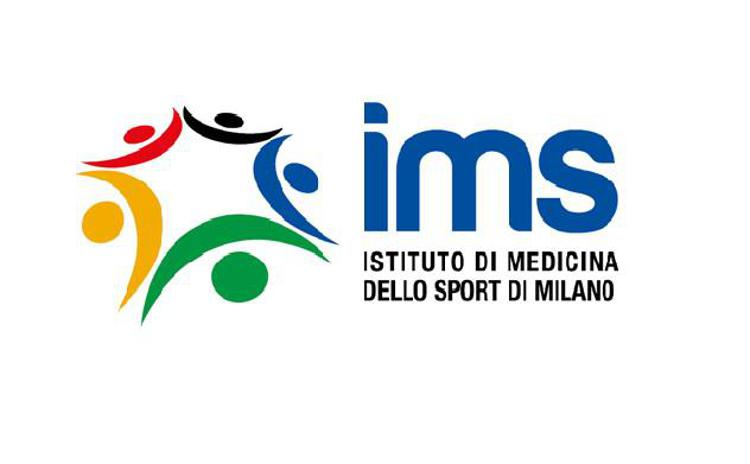 ims
ISTITUTO DI MEDICINA
DELLO SPORT DI MILANO